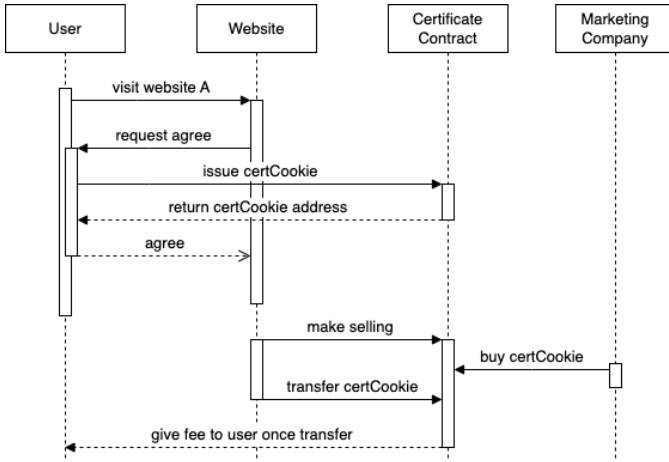 User
Website
Certificate
Contract
Marketing
Company
visit website A
request agree
issue certCookie
return certCookie address
agree
make selling
buy certCookie
transfer certCookie
give fee to user once transfer